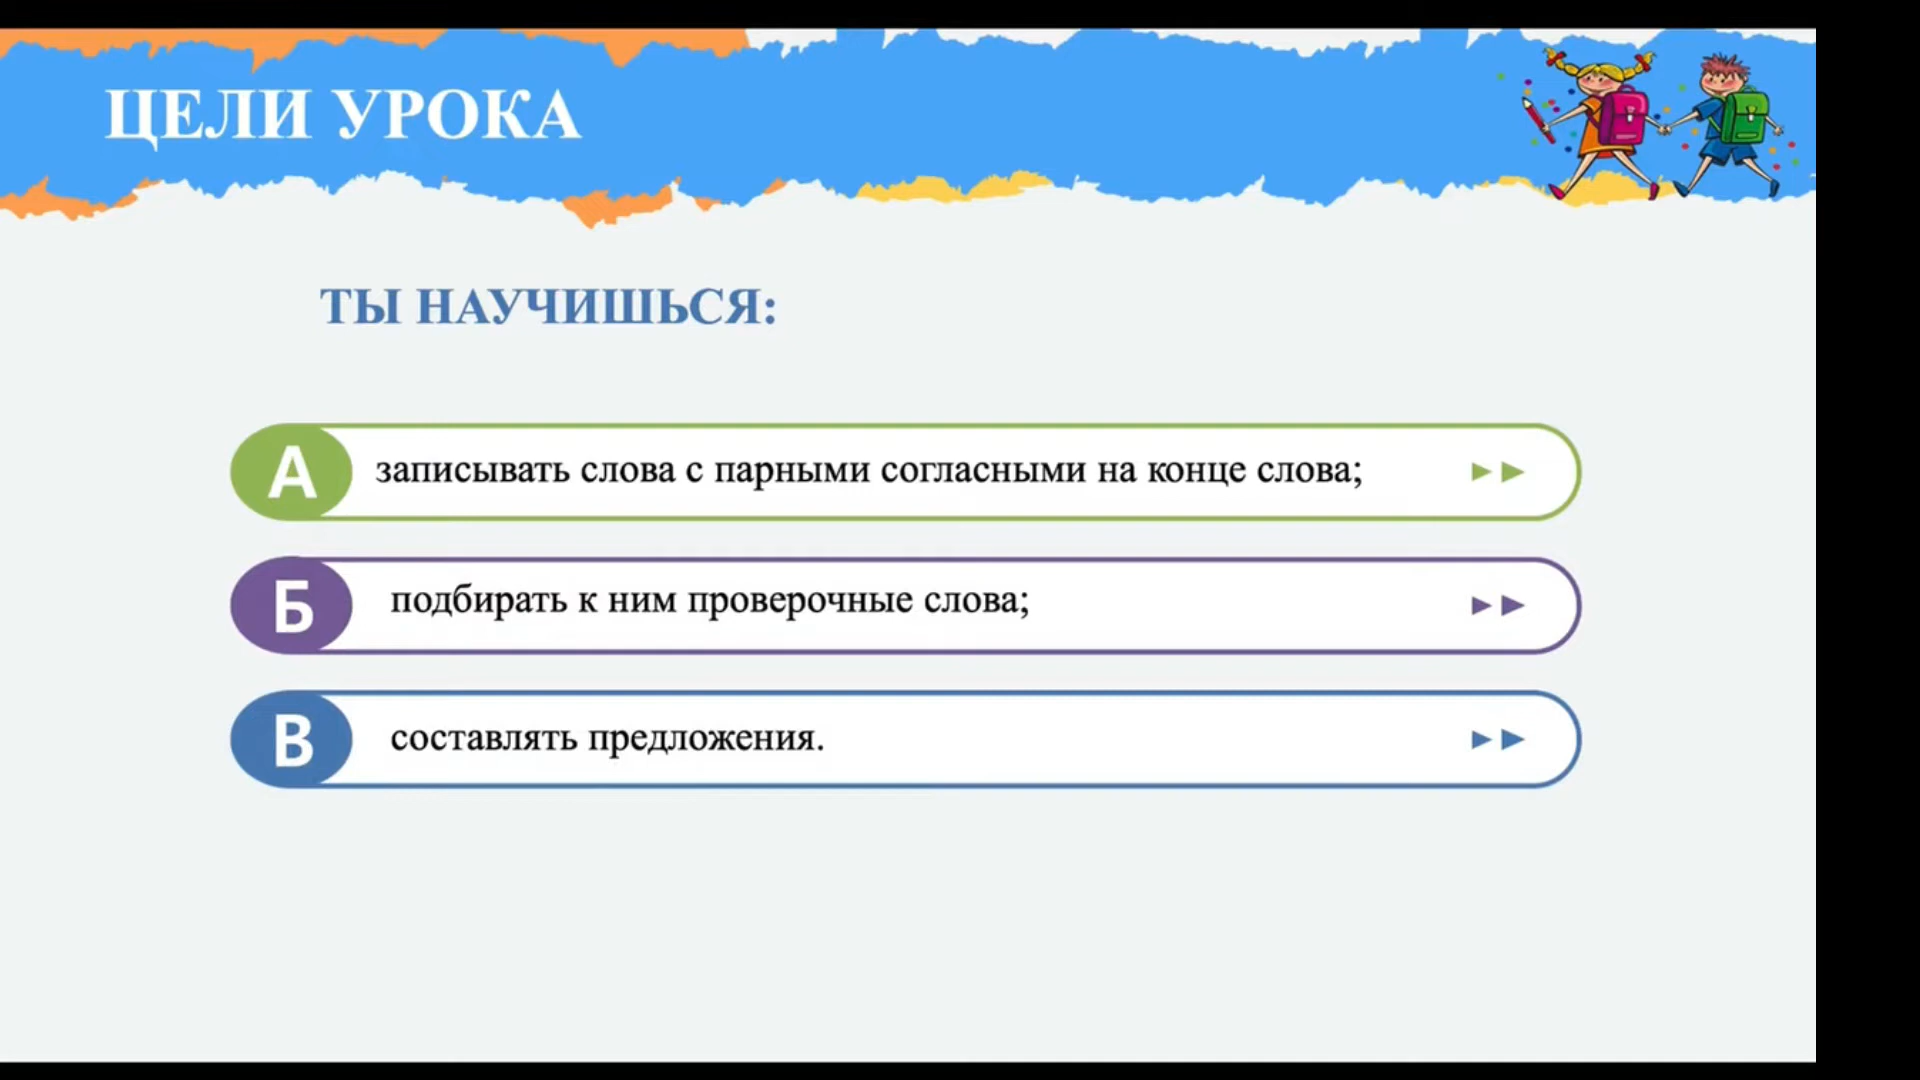 ЦЕЛИ УРОКА
ТЫ НАУЧИШЬСЯ:
А записывать слова с парными согласными на конце слова;
Б подбирать к ним проверочные слова;
В составлять предложения.